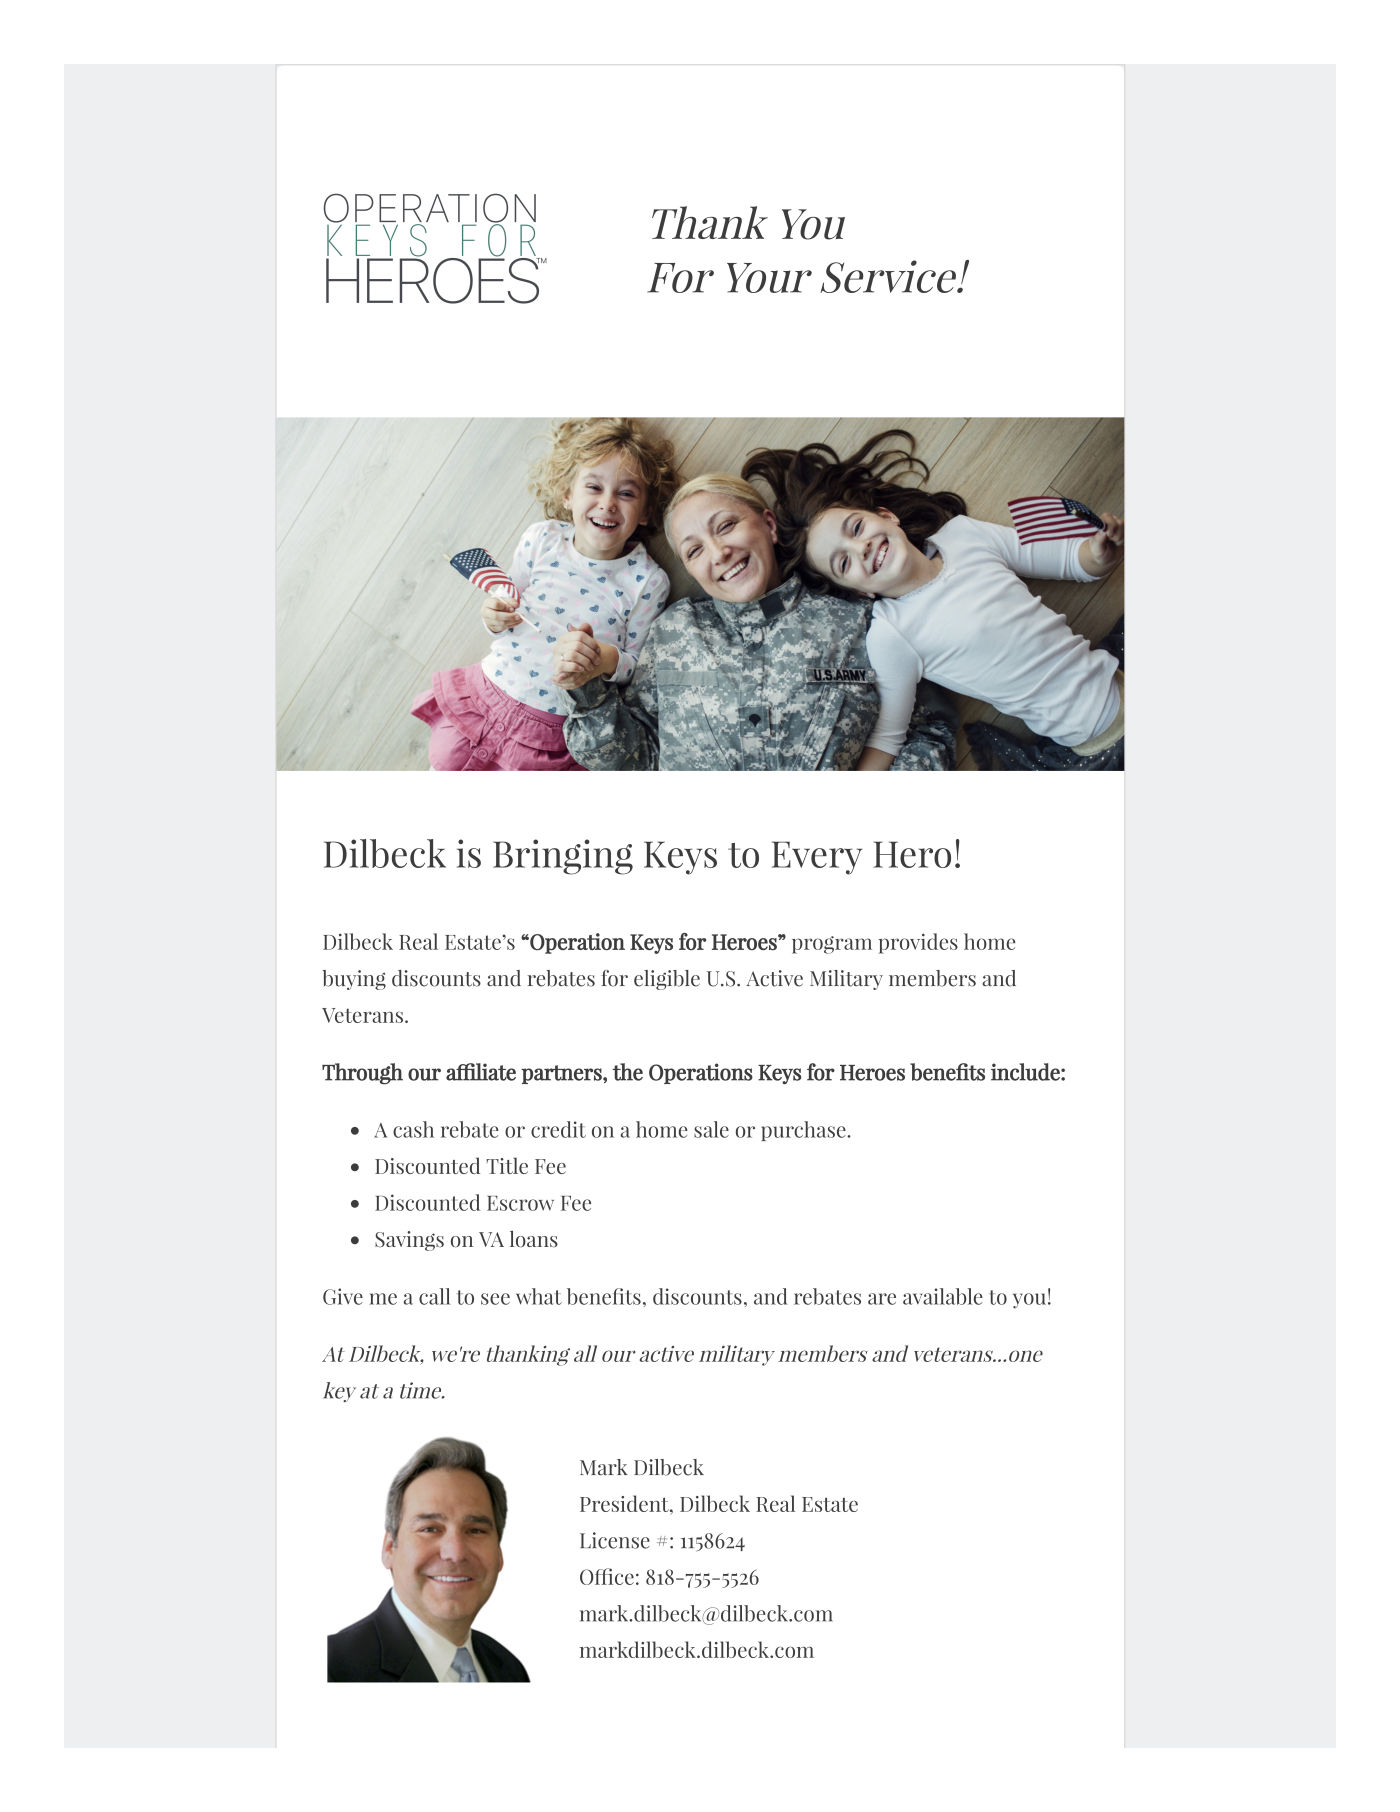 OPERATION
KEYS FOR
HEROES™
Thank You
For Your Service!
U.S.ARMY
Dilbeck is Bringing Keys to Every Hero!
Dilbeck Real Estate’s “Operation Keys for Heroes” program provides home
buying discounts and rebates for eligible U.S. Active Military members and
Veterans.
Through our affiliate partners, the Operations Keys for Heroes benefits include:
• A cash rebate or credit on a home sale or purchase.
• Discounted Title Fee
• Discounted Escrow Fee
• Savings on VA loans
Give me a call to see what benefits, discounts, and rebates are available to you!
At Dilbeck, we're thanking all our active military members and veterans...one
key at a time.
Mark Dilbeck
President, Dilbeck Real Estate
License #: 1158624
Office: 818-755-5526
mark.dilbeck@dilbeck.com
markdilbeck.dilbeck.com